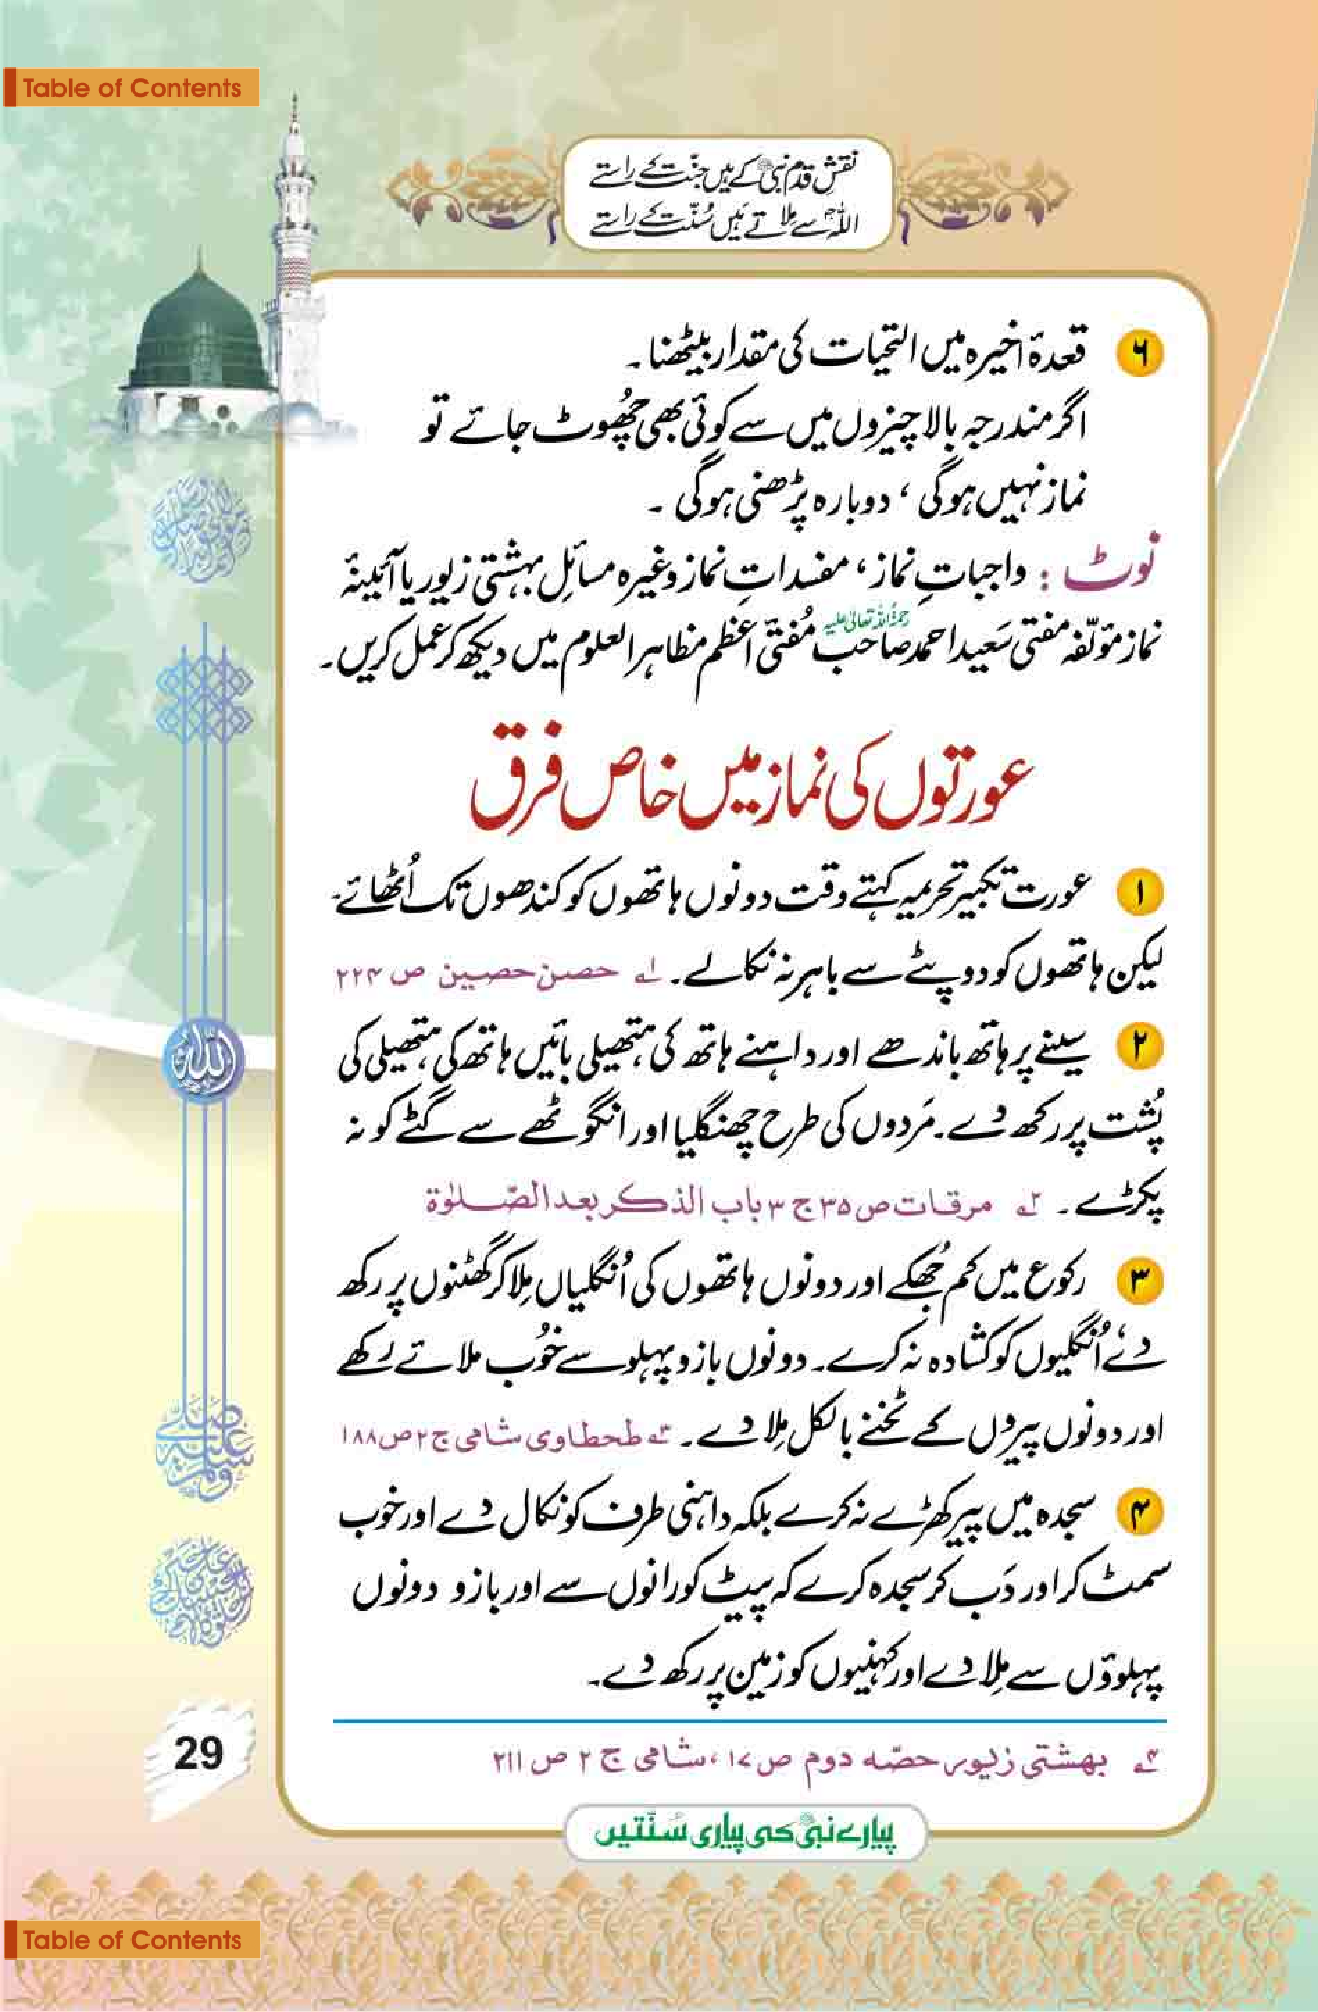 Table of Contents
نقشِ قدم نبیؐ کے ہیں جنّت کے راستے
اللہؐ سے مِلاتے ہیں سُنّت کے راستے
۶ قعدۂ اخیرہ میں التحیات کی مقدار بیٹھنا۔
اگر مندرجہ بالا چیزوں میں سے کوئی بھی چھُوٹ جائے تو
نماز نہیں ہوگی، دوبارہ پڑھنی ہوگی۔
نوٹ: واجباتِ نماز، مفسداتِ نماز وغیرہ مسائل بہشتی زیور یا آئینۂ
نماز مؤلّفہ مفتی سَعید احمد صاحب رحمۃُ اللہ تعالیٰ علیہ مُفتیٔ اعظم مظاہر العلوم میں دیکھ کر عمل کریں۔
عورتوں کی نماز میں خاص فرق
۱ عورت تکبیرِ تحریمہ کہتے وقت دونوں ہاتھوں کو کندھوں تک اُٹھائے۔
لیکن ہاتھوں کو دوپٹے سے باہر نہ نکالے۔ ۱؎ حصن حصین ص ۲۲۴
۲ سینے پر ہاتھ باندھے اور داہنے ہاتھ کی ہتھیلی بائیں ہاتھ کی ہتھیلی کی
پُشت پر رکھ دے۔ مَردوں کی طرح چھنگلیا اور انگوٹھے سے گٹے کو نہ
پکڑے۔ ۲؎ مرقات ص ۳۵ ج ۳ باب الذکر بعد الصّلوٰۃ
۳ رکوع میں کم جُھکے اور دونوں ہاتھوں کی اُنگلیاں مِلا کر گھٹنوں پر رکھ
دے، اُنگلیوں کو کشادہ نہ کرے۔ دونوں بازو پہلو سے خُوب ملائے رکھے
اور دونوں پیروں کے ٹخنے بالکل مِلا دے۔ ۳؎ طحطاوی شامی ج ۲ ص ۱۸۸
۴ سجدہ میں پیر کھڑے نہ کرے بلکہ داہنی طرف کو نکال دے اور خوب
سمٹ کر اور دَب کر سجدہ کرے کہ پیٹ کو رانوں سے اور بازو دونوں
پہلوؤں سے مِلا دے اور کہنیوں کو زمین پر رکھ دے۔
۴؎ بہشتی زیور حصّہ دوم ص ۱۷، شامی ج ۲ ص ۲۱۱
29
پیارے نبیؐ کی پیاری سُنّتیں
Table of Contents